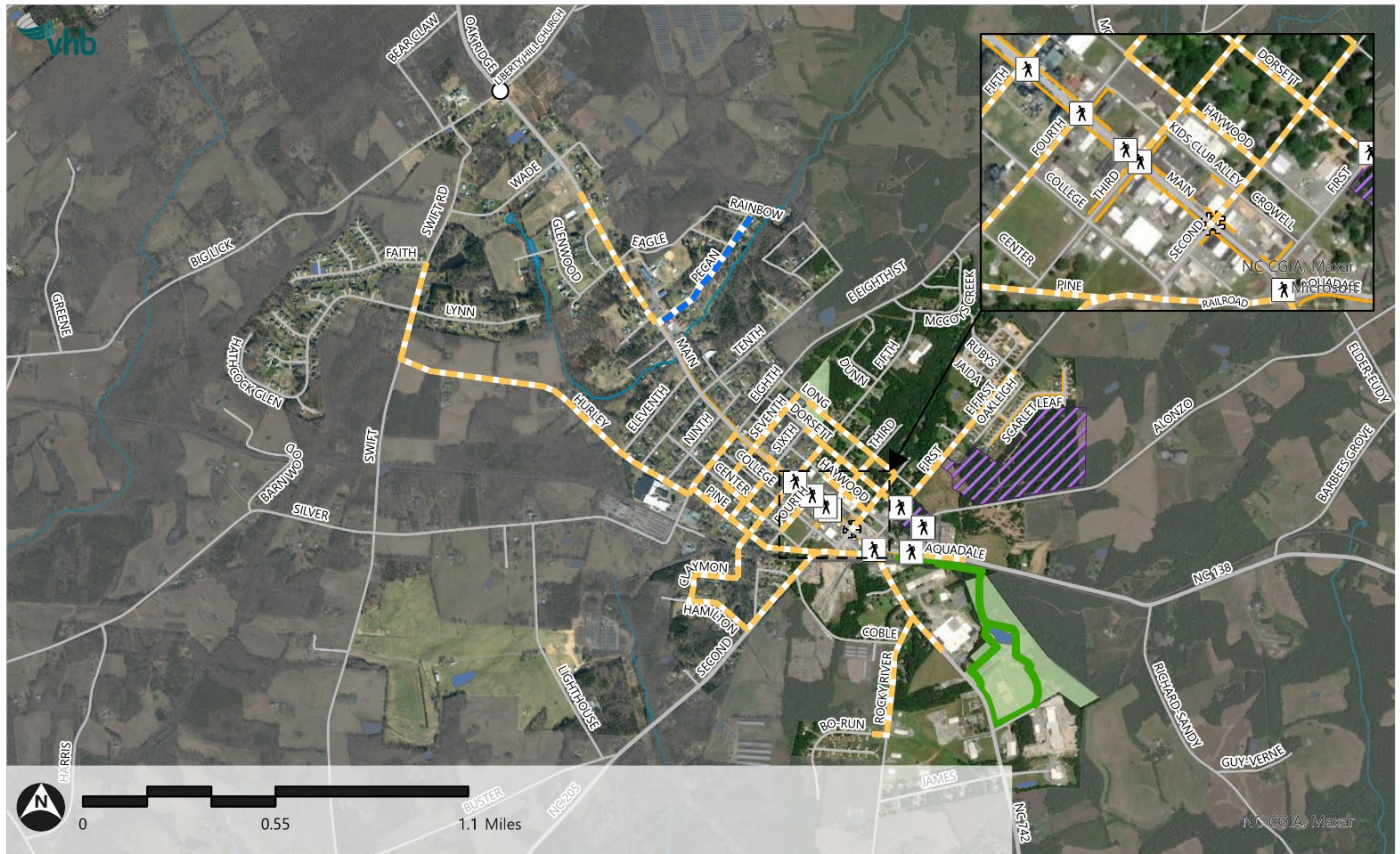 vhb
BEAR CLAW
OAK RIDGE
LIBERTY HILL CHURCH
WADE
SWIFT RD
BIG LICK
FAITH
GREENE
GLENWOOD
EAGLE
RAINBOW
PECAN
LYNN
HATHCOCK GLEN
E EIGHTH ST
MCCOYS CREEK
MAIN
TENTH
DUNN
FIFTH
RUBYS
JAIDA
E FIRST
OAKLEIGH
SCARLET
LEAF
EIGHTH
LONG
HURLEY
ELEVENTH
NINTH
SEVENTH
DORSETT
SIXTH
THIRD
FIRST
ALONZO
ELDER-EUDY
BARBEES GROVE
SWIFT
BARN WOOD
COLLEGE
CENTER
PINE
HAYWOOD
FOURTH
SILVER
AQUADALE
NC 138
CLAYMON
HAMILTON
SECOND
COBLE
ROCKY RIVER
BO-RUN
LIGHTHOUSE
RICHARD SANDY
GUY-VERNE
HARRIS
BUSTER
NC 205
JAMES
NC 742
N
0
0.55
1.1 Miles
NC CGIA, Maxar
DORSETT
FIFTH
HAYWOOD
FOURTH
KIDS CLUB ALLEY
FIRST
COLLEGE
THIRD
MAIN
CROWELL
SECOND
CENTER
PINE
RAILROAD
NC CGIA, Maxar,
Microsoft